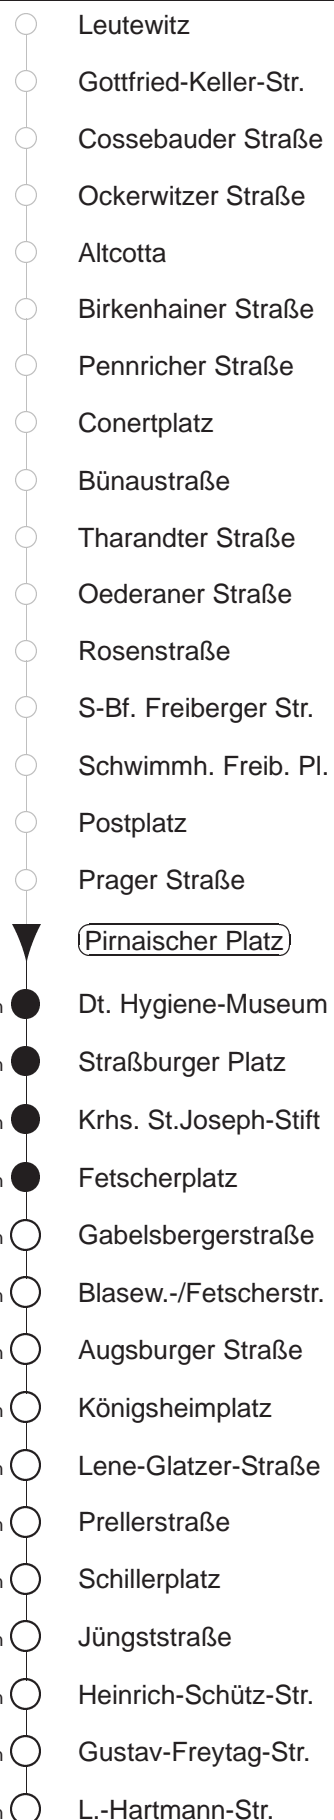 Leutewitz
Gottfried-Keller-Str.
Cossebauder Straße
Ockerwitzer Straße
Altcotta
Birkenhainer Straße
Pennricher Straße
Conertplatz
Bünaustraße
Tharandter Straße
Oederaner Straße
Rosenstraße
S-Bf. Freiberger Str.
Schwimmh. Freib. Pl.
Postplatz
Prager Straße
Pirnaischer Platz
Dt. Hygiene-Museum
Straßburger Platz
Krhs. St.Joseph-Stift
Fetscherplatz
Gabelsbergerstraße
Blasew.-/Fetscherstr.
Augsburger Straße
Königsheimplatz
Lene-Glatzer-Straße
Prellerstraße
Schillerplatz
Jüngststraße
Heinrich-Schütz-Str.
Gustav-Freytag-Str.
L.-Hartmann-Str.